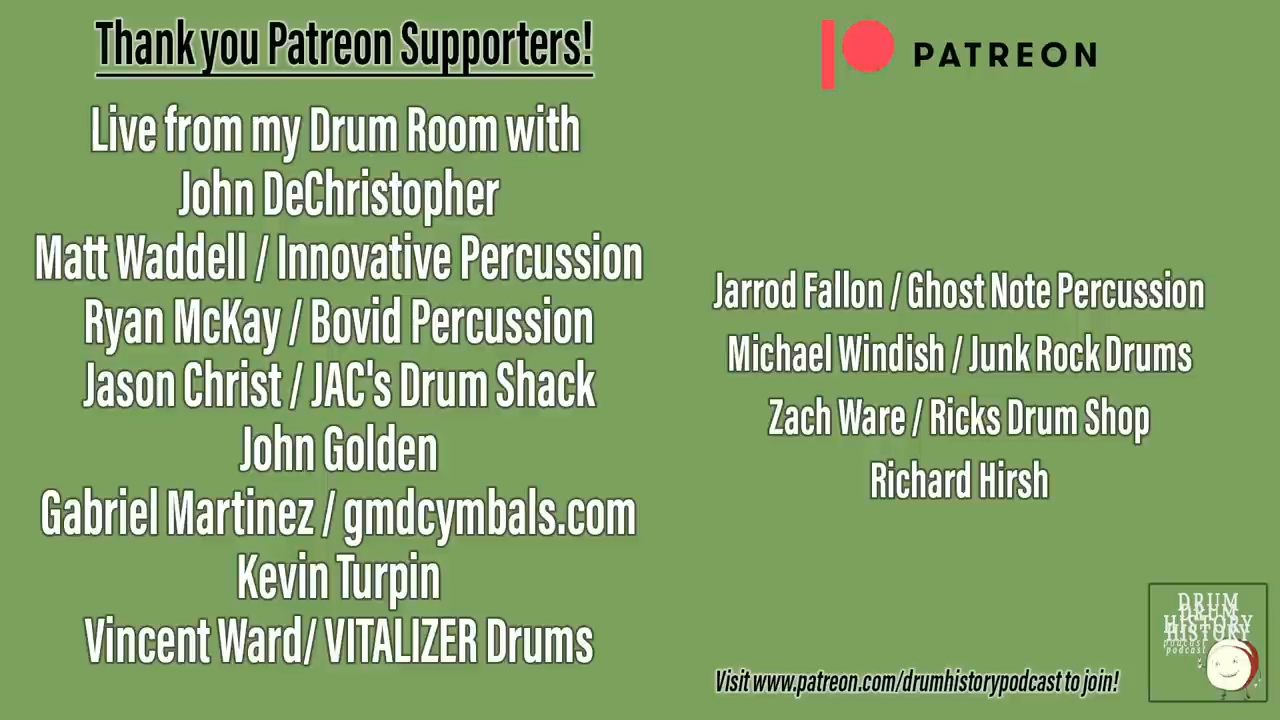 Thank you Patreon Supporters!
Live from my Drum Room with
John DeChristopher
Matt Waddell / Innovative Percussion
Ryan McKay / Bovid Percussion
Jason Christ / JAC's Drum Shack
John Golden
Gabriel Martinez / gmdcymbals.com
Kevin Turpin
Vincent Ward/ VITALIZER Drums
PATREON
Jarrod Fallon / Ghost Note Percussion
Michael Windish / Junk Rock Drums
Zach Ware / Ricks Drum Shop
Richard Hirsh
Visit www.patreon.com/drumhistorypodcast to join!
DRUM
HISTORY
podcast